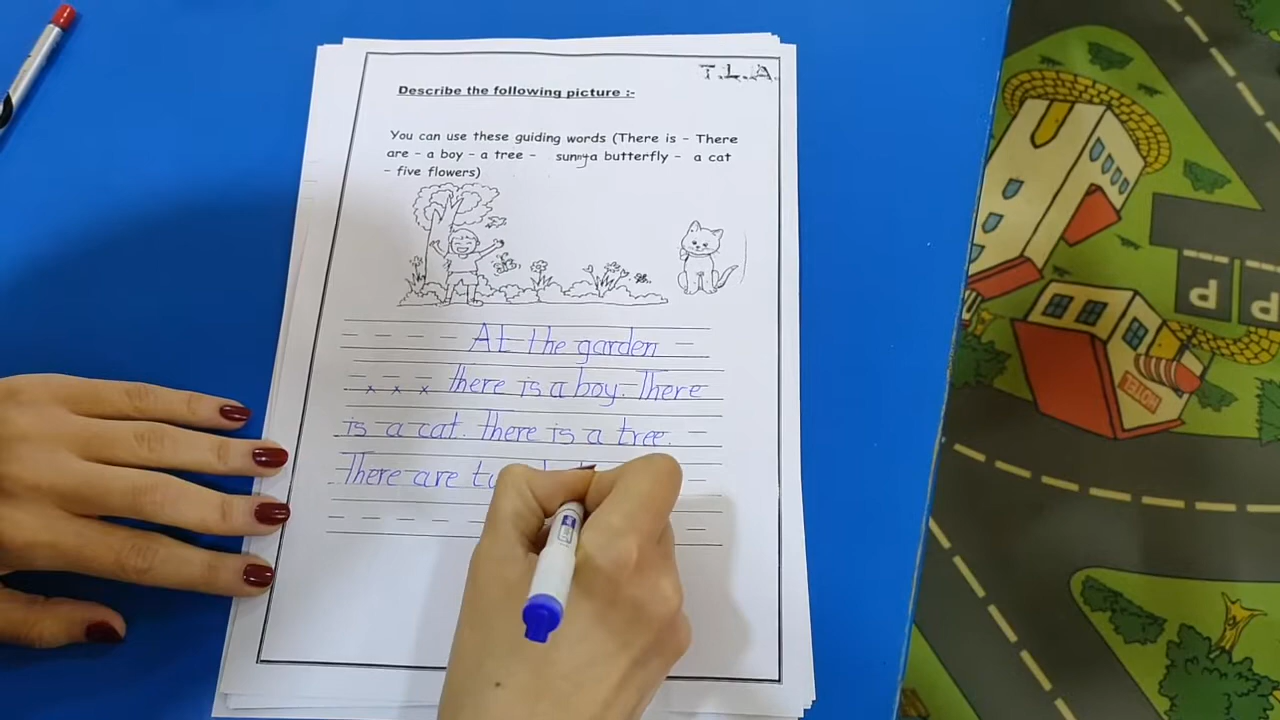 T.L.A.
Describe the following picture :-
You can use these guiding words (There is - There
are - a boy - a tree - sunny a butterfly - a cat
- five flowers)
At the garden
x x x there is a boy. There
is a cat. there is a tree.
There are
P P